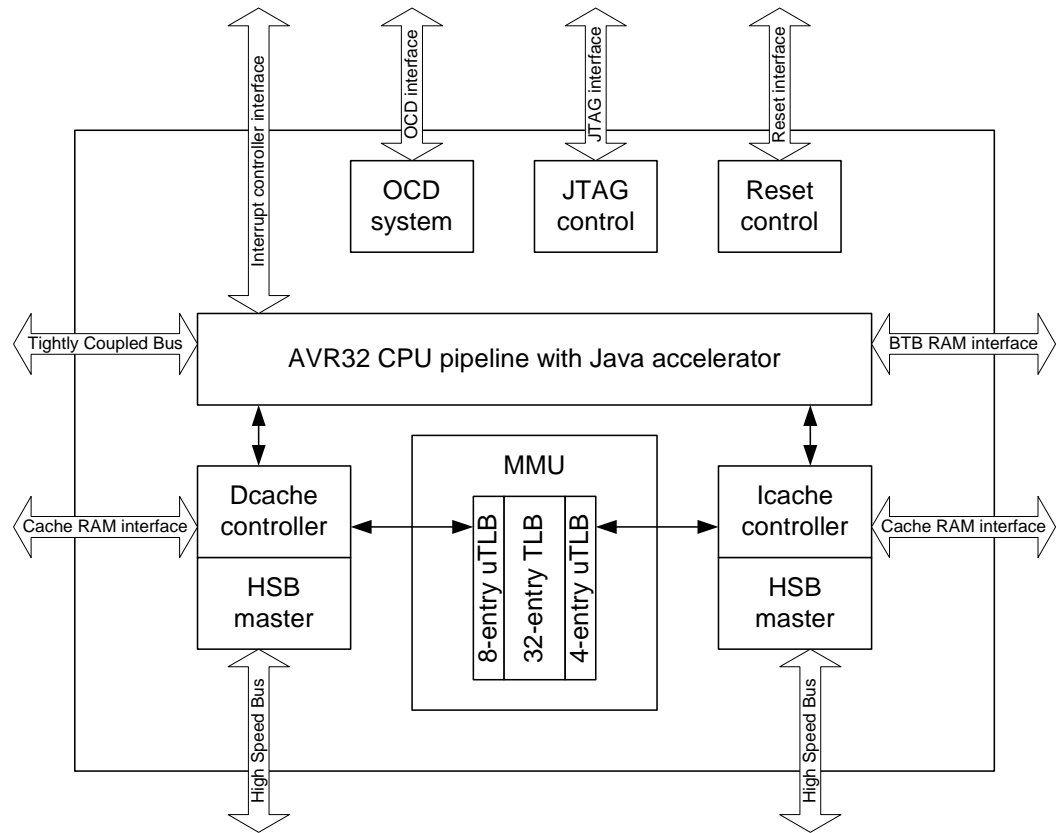 Interrupt controller interface
OCD interface
JTAG interface
Reset interface
OCD
system
JTAG
control
Reset
control
Tightly Coupled Bus
AVR32 CPU pipeline with Java accelerator
BTB RAM interface
MMU
Dcache
controller
Icache
controller
Cache RAM interface
8-entry uTLB
32-entry TLB
4-entry uTLB
Cache RAM interface
HSB
master
HSB
master
High Speed Bus
High Speed Bus